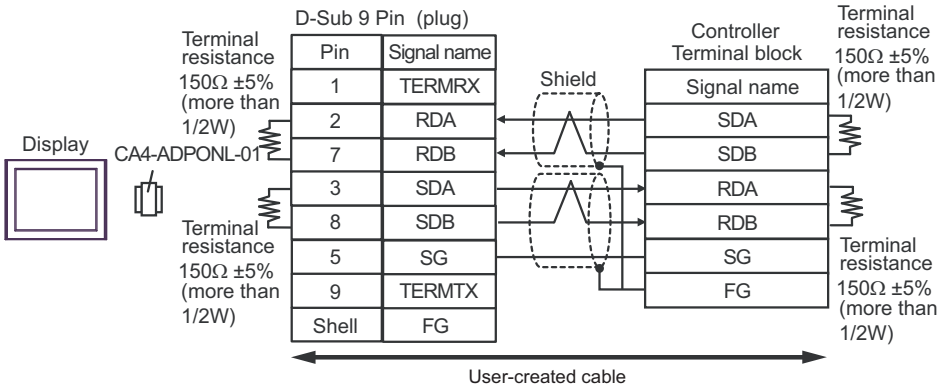 D-Sub 9 Pin (plug)
Terminal
resistance
150Ω ±5%
(more than
1/2W)
Display
CA4-ADPONL-01
Terminal
resistance
150Ω ±5%
(more than
1/2W)
Pin Signal name
1 TERMRX
2 RDA
7 RDB
3 SDA
8 SDB
5 SG
9 TERMTX
Shell FG
Shield
Controller
Terminal block
Signal name
SDA
SDB
RDA
RDB
SG
FG
Terminal
resistance
150Ω ±5%
(more than
1/2W)
Terminal
resistance
150Ω ±5%
(more than
1/2W)
User-created cable